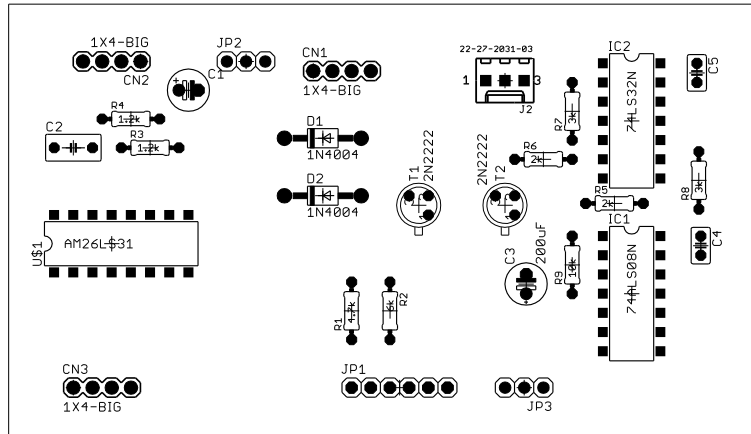 1X4-BIG
CN2
JP2
CN1
1X4-BIG
C1
+
22-27-2031-03
1
3
J2
IC2
74LS32N
C5
R4
1.2k
R3
1.2k
C2
D1
1N4004
D2
1N4004
T1
2N2222
T2
2N2222
R7
3k
R6
2k
R5
2k
R8
3k
U$1
AM26LS31
C3
200uF
+
R9
10k
IC1
74ALS08N
C4
R1
4.7k
R2
CN3
1X4-BIG
JP1
JP3